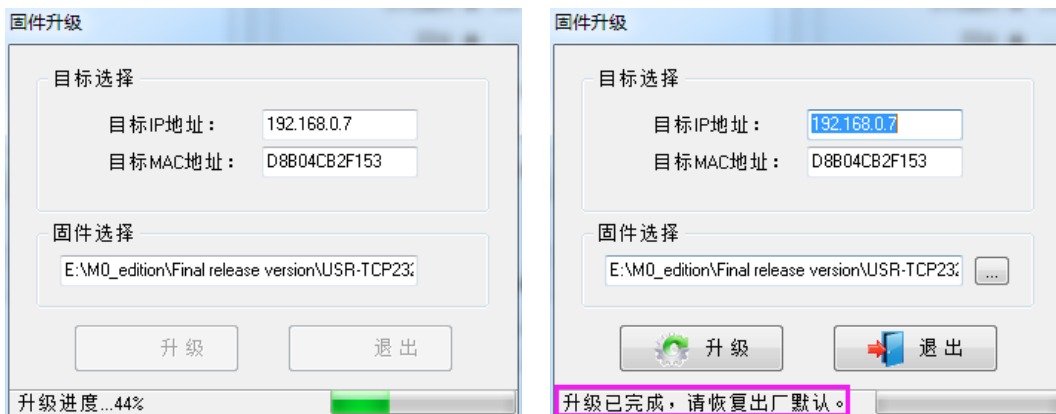 固件升级
目标选择
目标IP地址：
192.168.0.7
目标MAC地址：
D8B04CB2F153
固件选择
E:\M0_edition\Final release version\USR-TCP232
升级
退出
升级进度...44%
固件升级
目标选择
目标IP地址：
192.168.0.7
目标MAC地址：
D8B04CB2F153
固件选择
E:\M0_edition\Final release version\USR-TCP232
...
升级
退出
升级已完成，请恢复出厂默认。